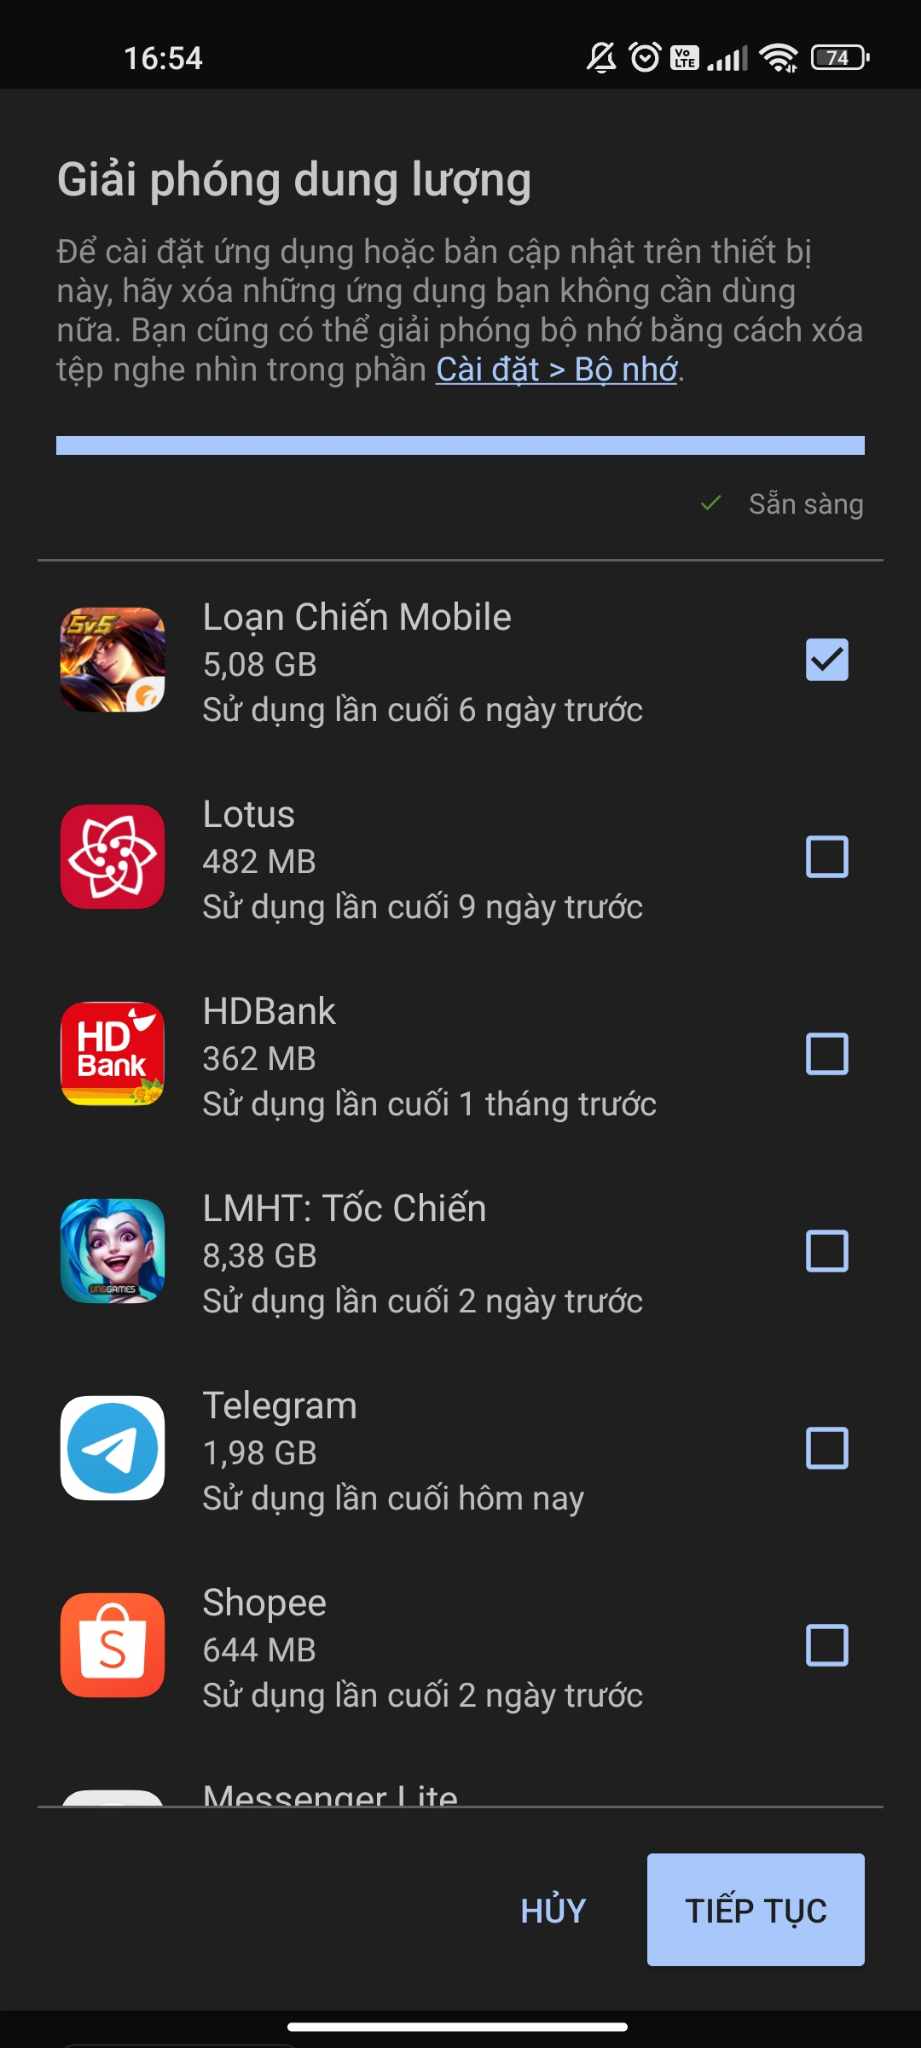 16:54
Vo
LTE
74
Giải phóng dung lượng
Để cài đặt ứng dụng hoặc bản cập nhật trên thiết bị
này, hãy xóa những ứng dụng bạn không cần dùng
nữa. Bạn cũng có thể giải phóng bộ nhớ bằng cách xóa
tệp nghe nhìn trong phần Cài đặt > Bộ nhớ.
Sẵn sàng
5v5
Loạn Chiến Mobile
5,08 GB
Sử dụng lần cuối 6 ngày trước
Lotus
482 MB
Sử dụng lần cuối 9 ngày trước
HD
Bank
HDBank
362 MB
Sử dụng lần cuối 1 tháng trước
LMHT: Tốc Chiến
8,38 GB
VNGGAMES
Sử dụng lần cuối 2 ngày trước
Telegram
1,98 GB
Sử dụng lần cuối hôm nay
Shopee
S
644 MB
Sử dụng lần cuối 2 ngày trước
Messenger Lite
HỦY
TIẾP TỤC